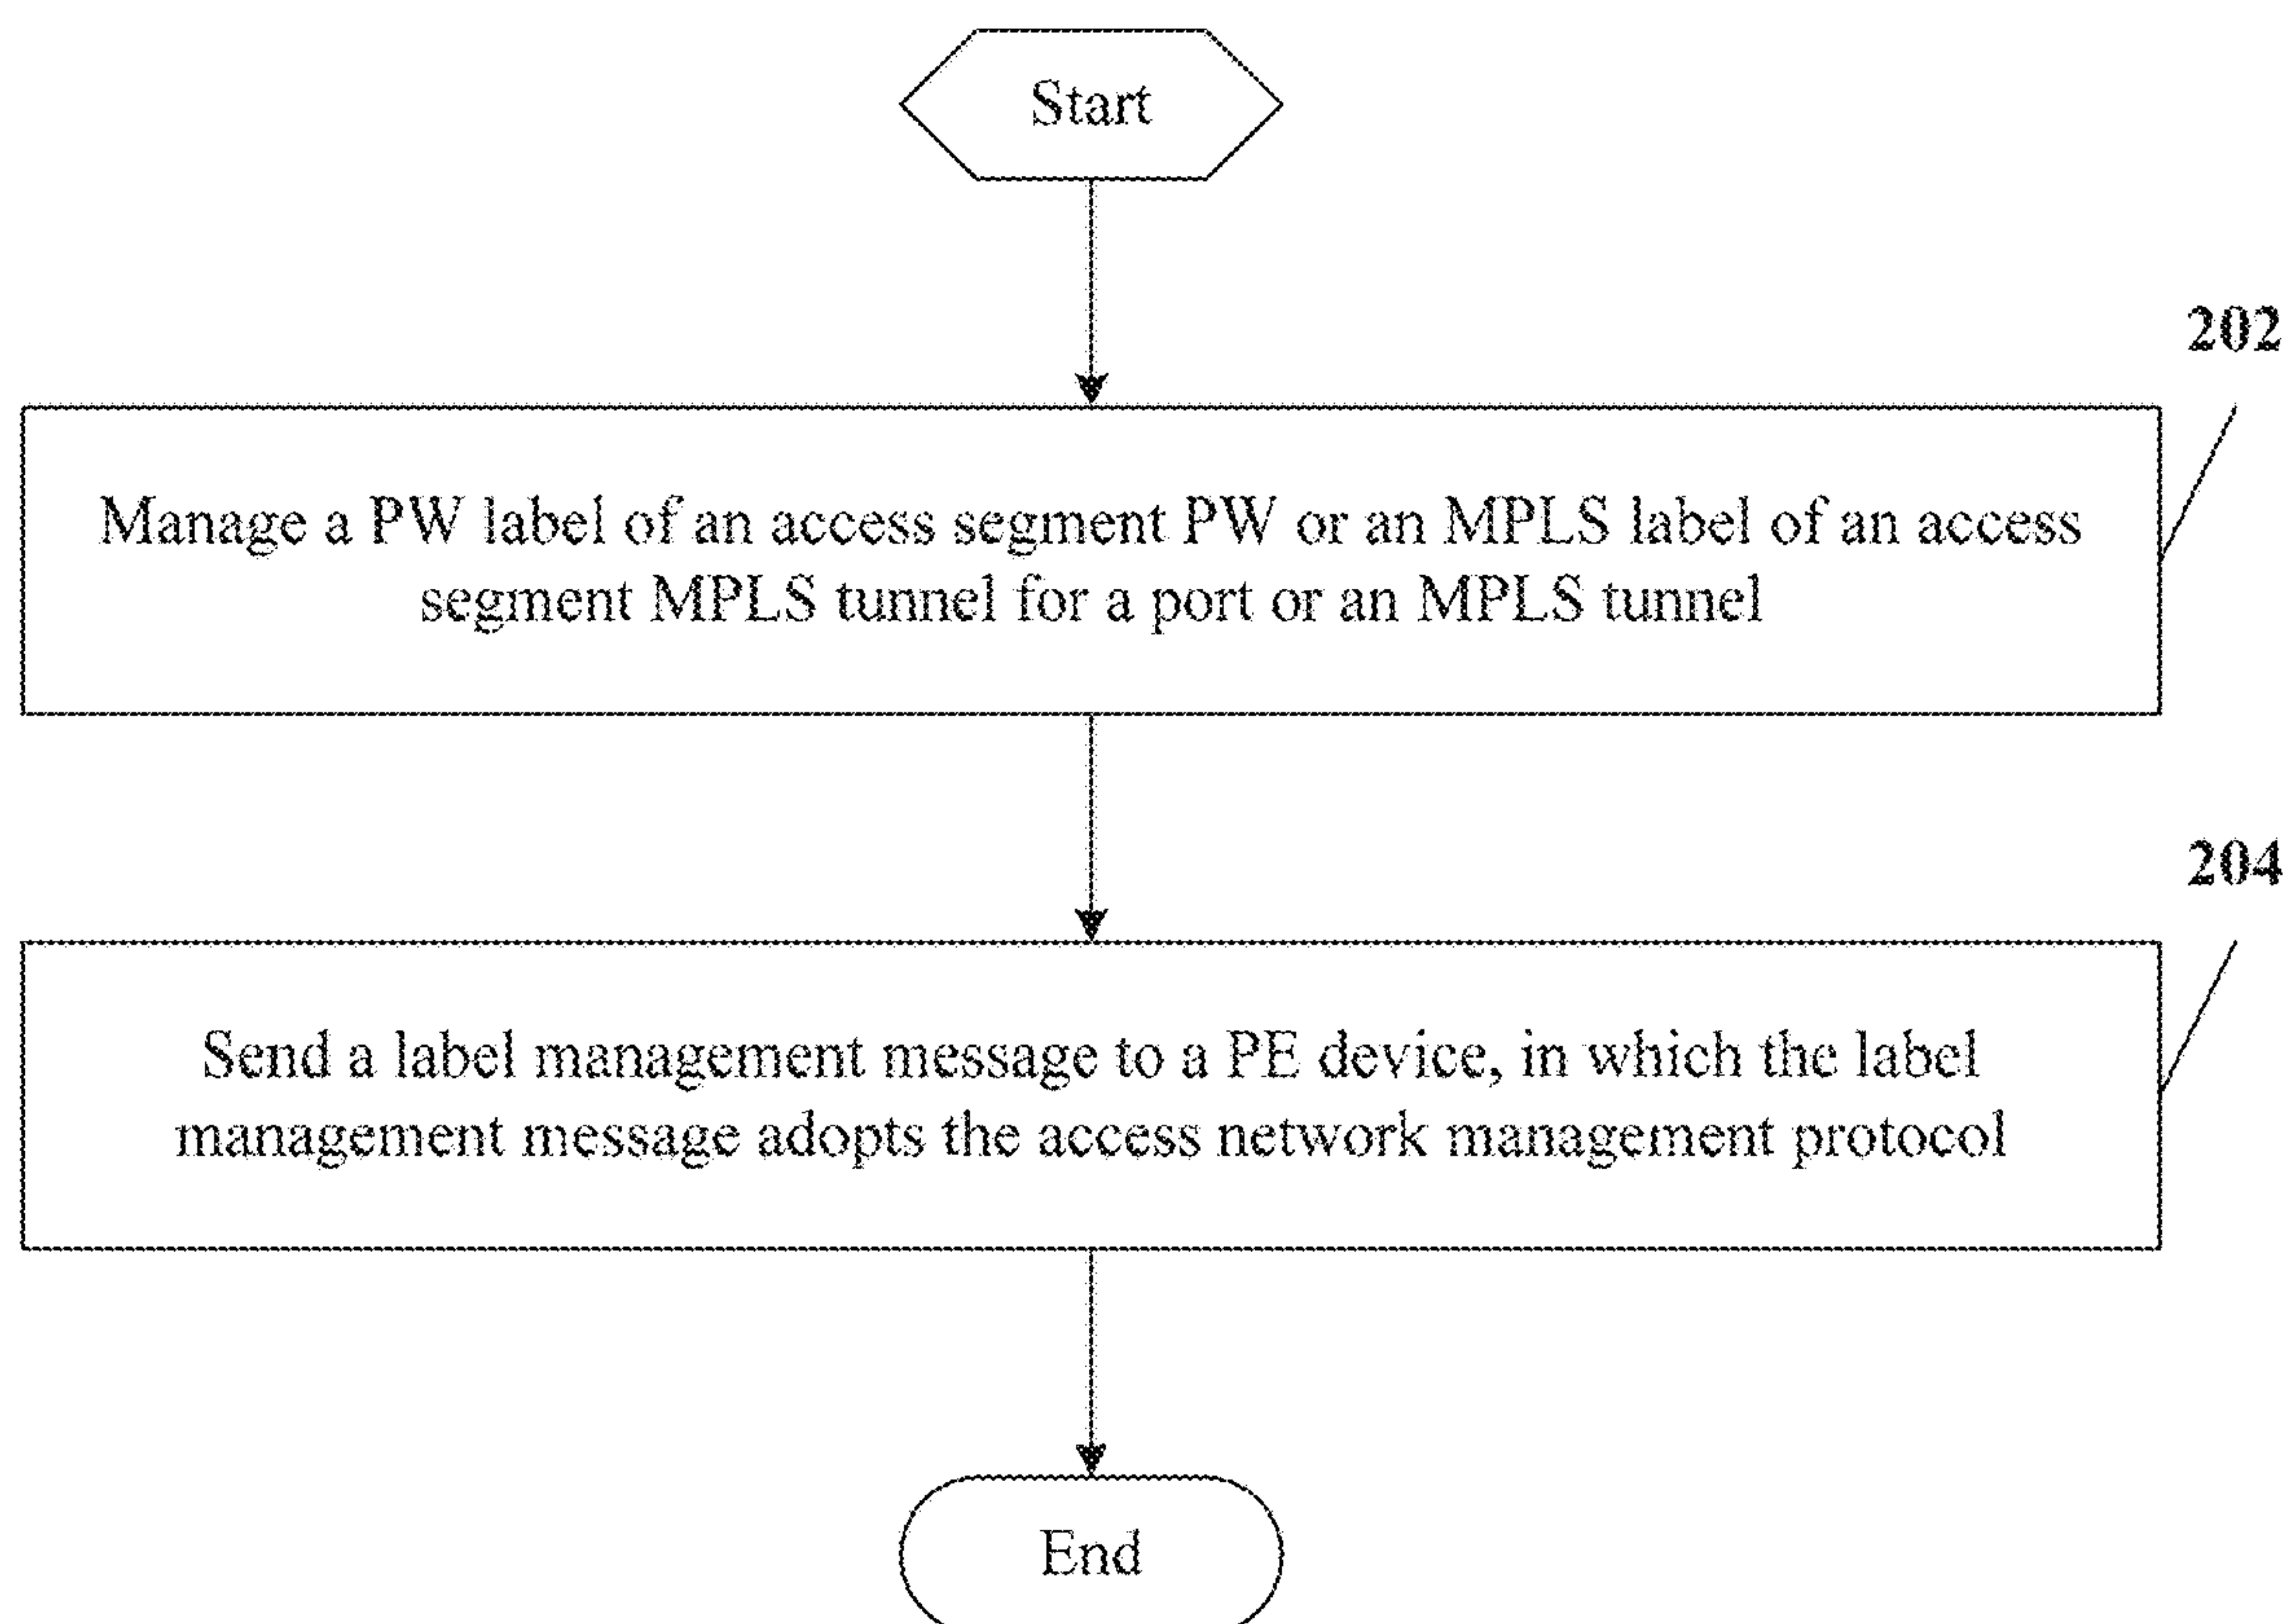 Start
202
Manage a PW label of an access segment PW or an MPLS label of an access
segment MPLS tunnel for a port or an MPLS tunnel
204
Send a label management message to a PE device, in which the label
management message adopts the access network management protocol
End